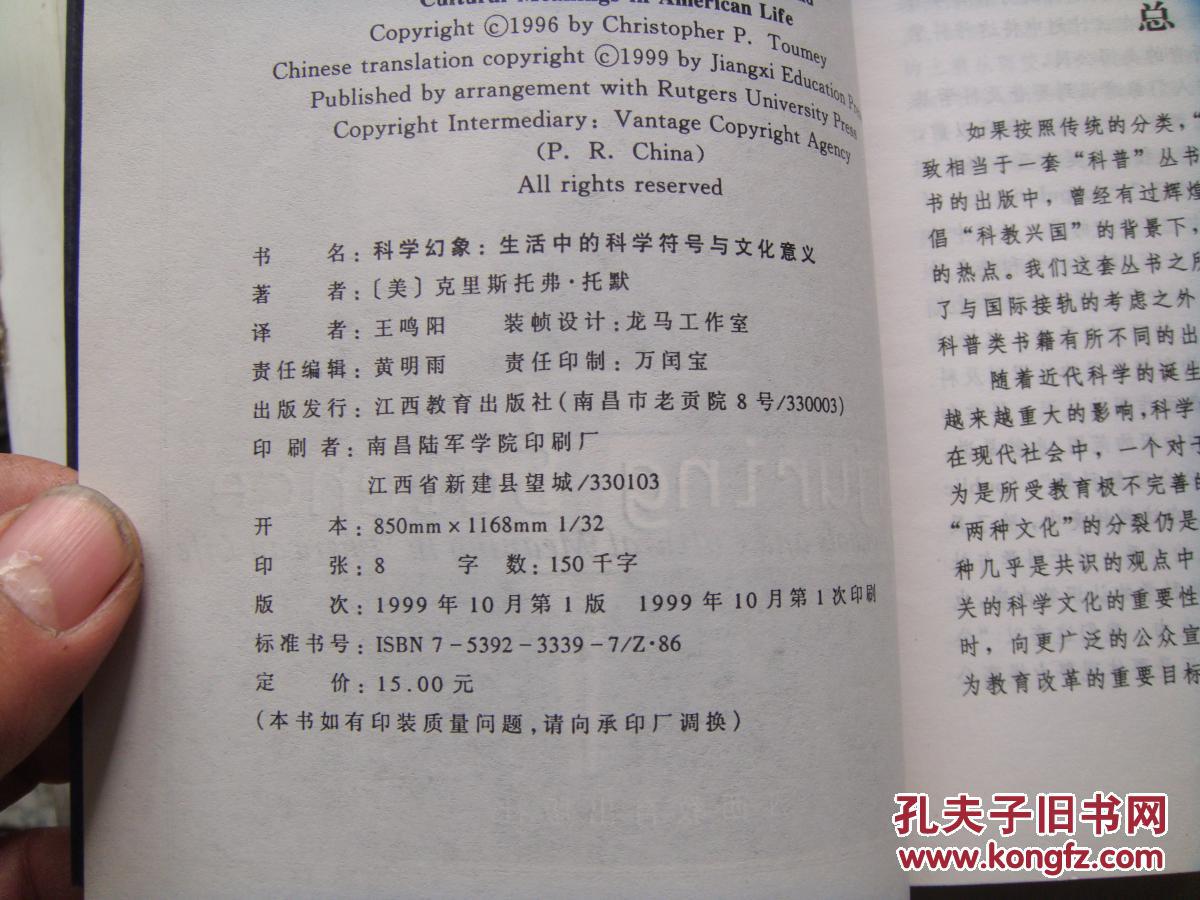 Cultural Meanings in American Life
Copyright ©1996 by Christopher P. Toumey
Chinese translation copyright ©1999 by Jiangxi Education Press
Published by arrangement with Rutgers University Press
Copyright Intermediary: Vantage Copyright Agency
(P. R. China)
All rights reserved
书 名: 科学幻象: 生活中的科学符号与文化意义
著 者: 〔美〕克里斯托弗·托默
译 者: 王鸣阳 装帧设计: 龙马工作室
责任编辑: 黄明雨 责任印制: 万闰宝
出版发行: 江西教育出版社(南昌市老贡院 8 号/330003)
印 刷 者: 南昌陆军学院印刷厂
江西省新建县望城/330103
开 本: 850mm×1168mm 1/32
印 张: 8 字 数: 150 千字
版 次: 1999 年 10 月第 1 版 1999 年 10 月第 1 次印刷
标准书号: ISBN 7-5392-3339-7/Z·86
定 价: 15.00 元
(本书如有印装质量问题,请向承印厂调换)
总
如果按照传统的分类,“
致相当于一套“科普”丛书
书的出版中,曾经有过辉煌
倡“科教兴国”的背景下,
的热点。我们这套丛书之所
了与国际接轨的考虑之外
科普类书籍有所不同的出
随着近代科学的诞生
越来越重大的影响,科学
在现代社会中,一个对于
为是所受教育极不完善的
“两种文化”的分裂仍是
种几乎是共识的观点中
关的科学文化的重要性
时,向更广泛的公众宣
为教育改革的重要目标
孔夫子旧书网
www.kongfz.com